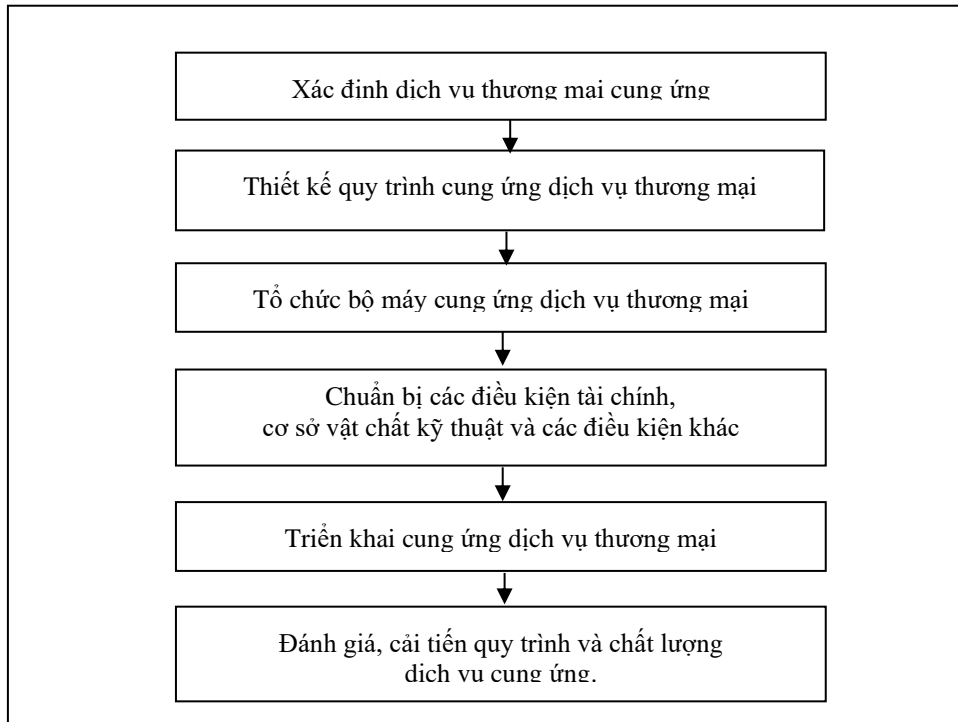 Xác định dịch vụ thương mại cung ứng
Thiết kế quy trình cung ứng dịch vụ thương mại
Tổ chức bộ máy cung ứng dịch vụ thương mại
Chuẩn bị các điều kiện tài chính,
cơ sở vật chất kỹ thuật và các điều kiện khác
Triển khai cung ứng dịch vụ thương mại
Đánh giá, cải tiến quy trình và chất lượng
dịch vụ cung ứng.